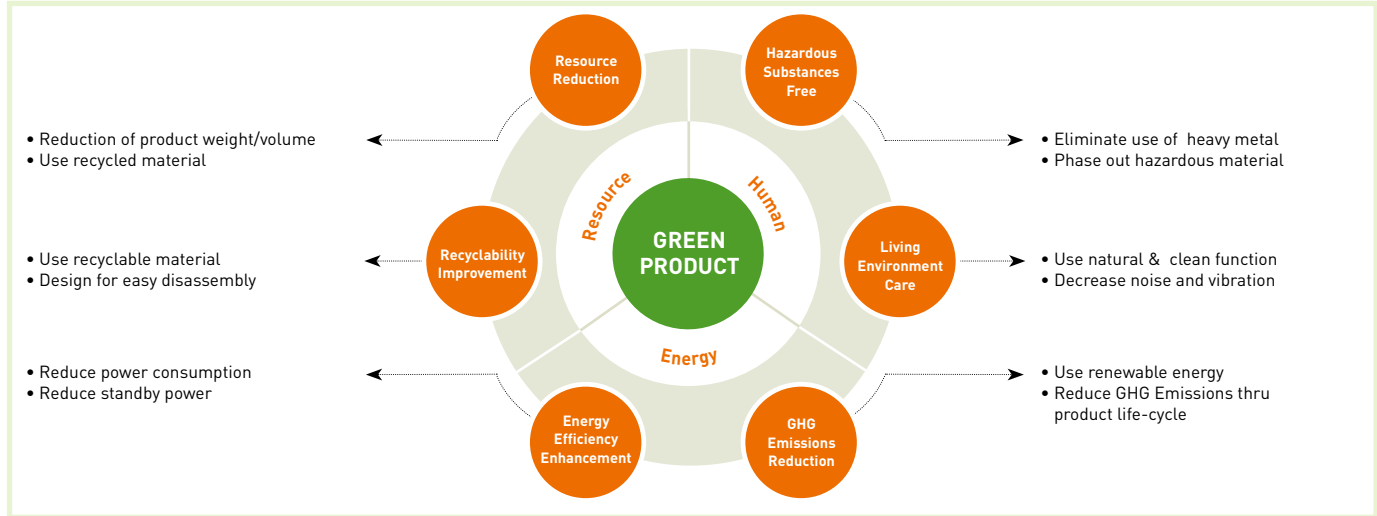 Resource
Reduction
Hazardous
Substances
Free
• Reduction of product weight/volume
• Use recycled material
• Eliminate use of heavy metal
• Phase out hazardous material
Resource
Human
GREEN
PRODUCT
Recyclability
Improvement
Living
Environment
Care
• Use recyclable material
• Design for easy disassembly
• Use natural & clean function
• Decrease noise and vibration
Energy
• Reduce power consumption
• Reduce standby power
• Use renewable energy
• Reduce GHG Emissions thru
product life-cycle
Energy
Efficiency
Enhancement
GHG
Emissions
Reduction